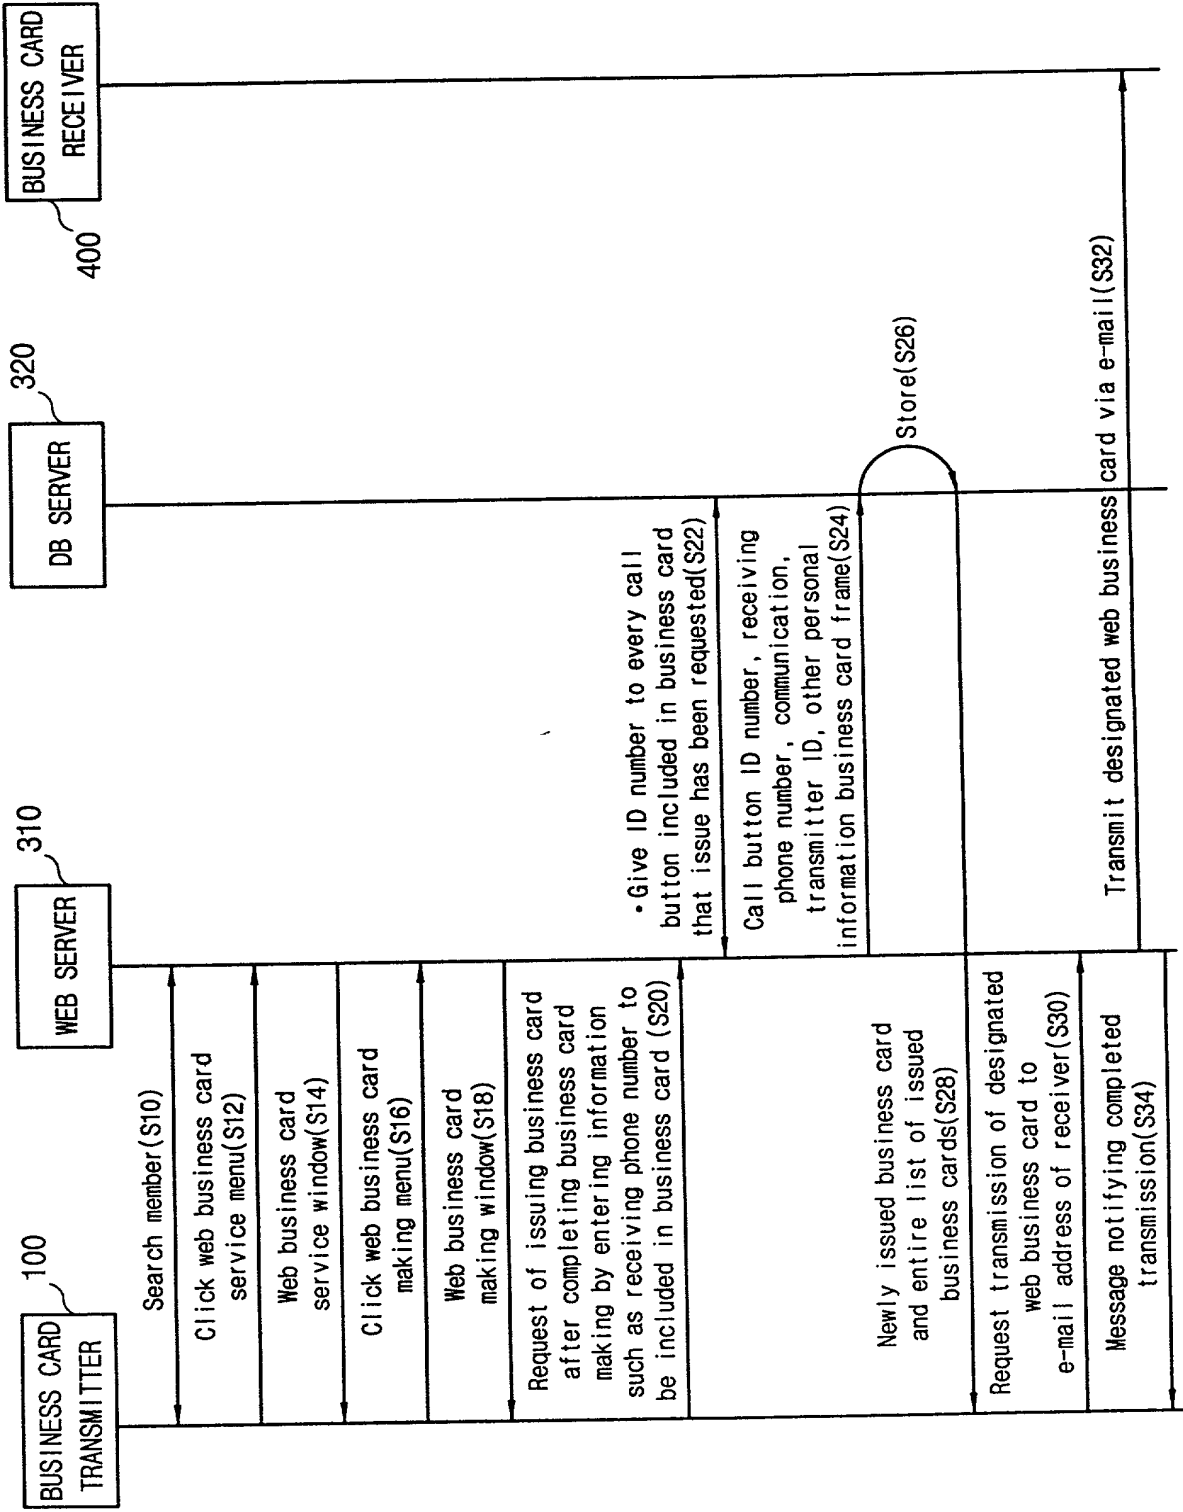 100
BUSINESS CARD
TRANSMITTER
310
WEB SERVER
320
DB SERVER
400
BUSINESS CARD
RECEIVER
Search member(S10)
Click web business card
service menu(S12)
Web business card
service window(S14)
Click web business card
making menu(S16)
Web business card
making window(S18)
Request of issuing business card
after completing business card
making by entering information
such as receiving phone number to
be included in business card (S20)
•Give ID number to every call
button included in business card
that issue has been requested(S22)
Call button ID number, receiving
phone number, communication,
transmitter ID, other personal
information business card frame(S24)
Store(S26)
Newly issued business card
and entire list of issued
business cards(S28)
Request transmission of designated
web business card to
e-mail address of receiver(S30)
Transmit designated web business card via e-mail(S32)
Message notifying completed
transmission(S34)